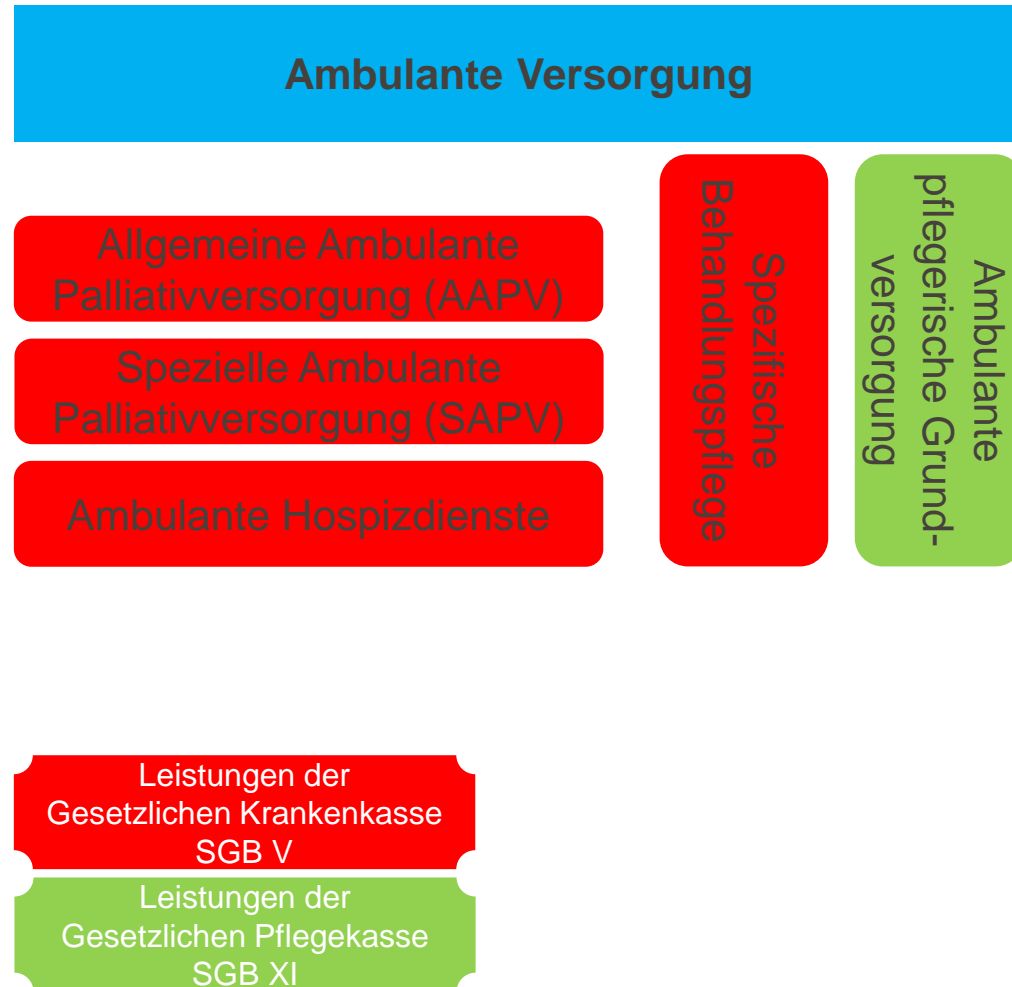 Ambulante Versorgung
Allgemeine Ambulante
Palliativversorgung (AAPV)
Spezielle Ambulante
Palliativversorgung (SAPV)
Ambulante Hospizdienste
Spezifische
Behandlungspflege
Ambulante
pflegerische Grund-
versorgung
Leistungen der
Gesetzlichen Krankenkasse
SGB V
Leistungen der
Gesetzlichen Pflegekasse
SGB XI